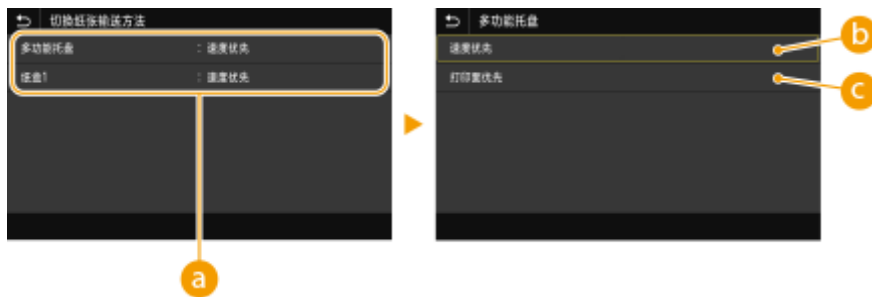 切换纸张输送方法
多功能托盘 : 速度优先
纸盒1 : 速度优先
a
多功能托盘
速度优先
打印面优先
b
c